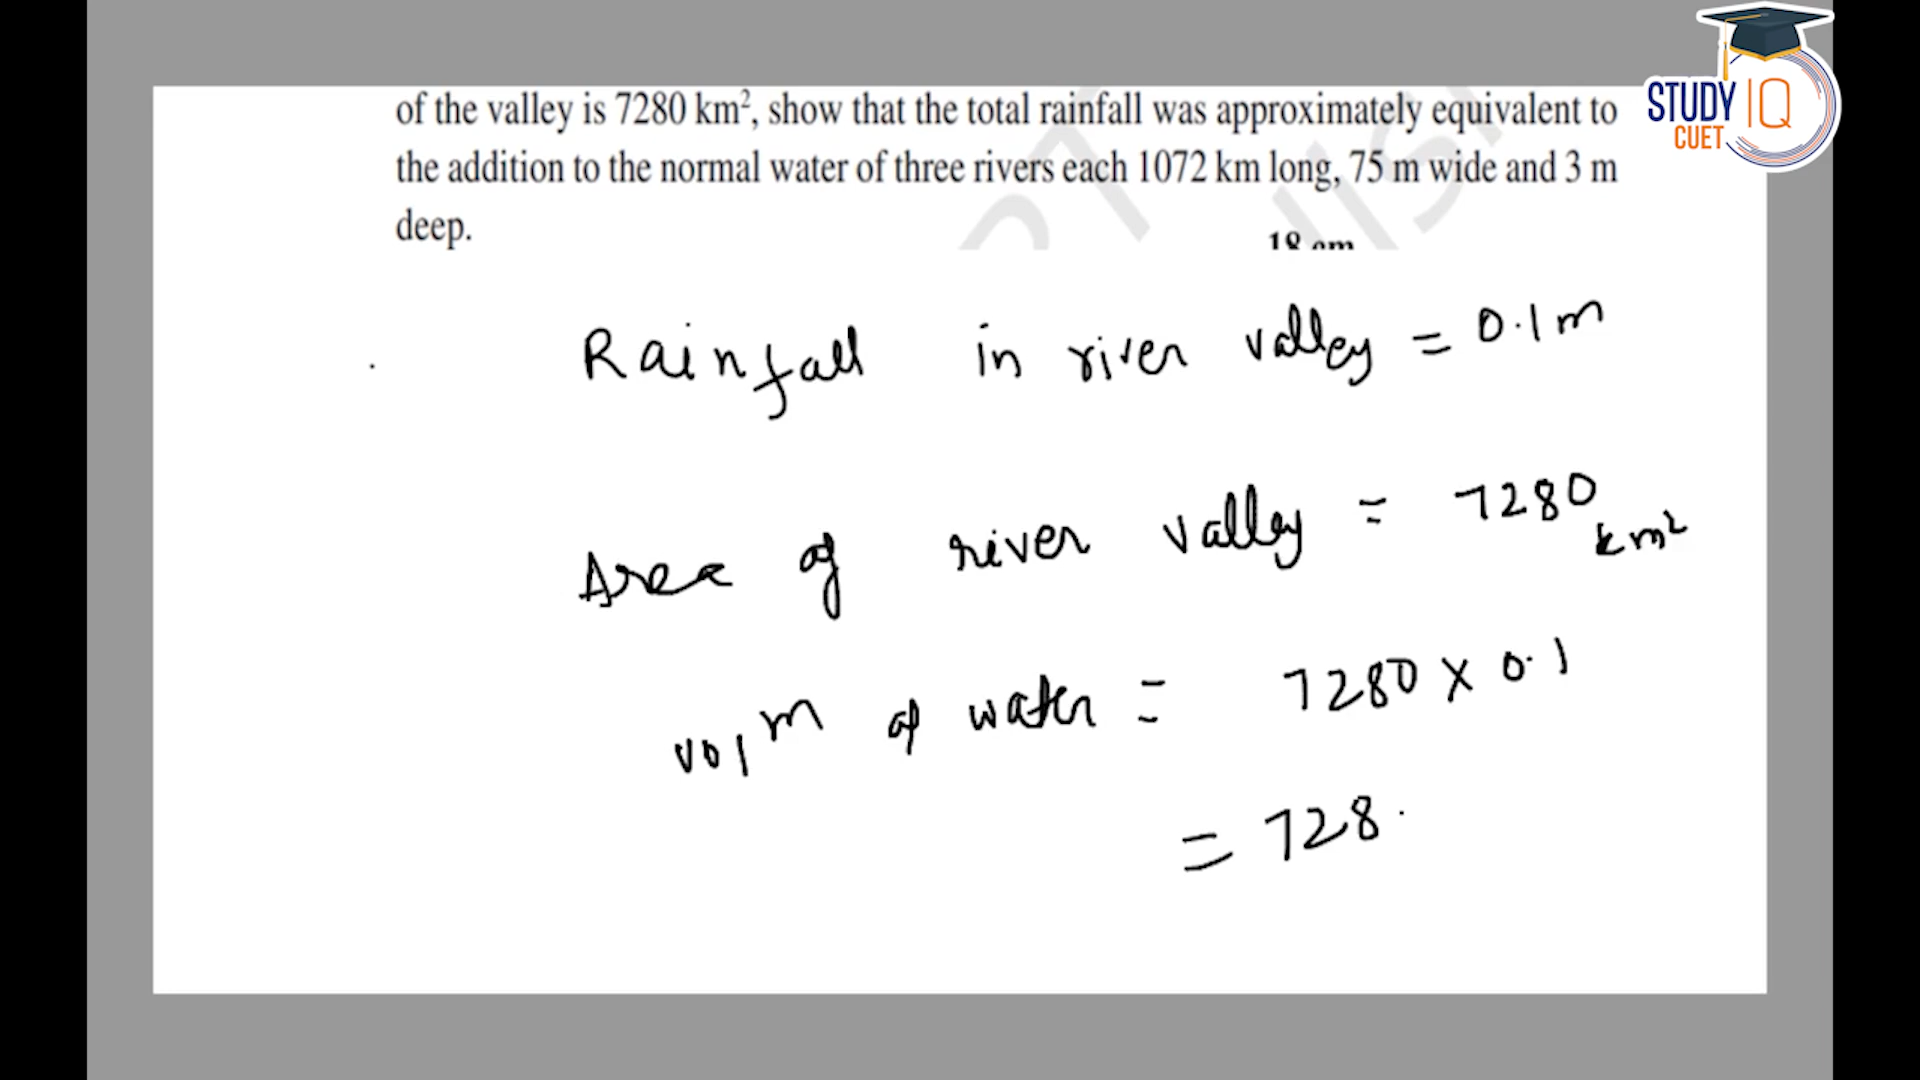 STUDY IQ
CUET
of the valley is 7280 km², show that the total rainfall was approximately equivalent to
the addition to the normal water of three rivers each 1072 km long, 75 m wide and 3 m
deep.
Rainfall in river valley = 0.1m
Area of river valley = 7280
km²
volm of water = 7280 × 0.1
= 728.